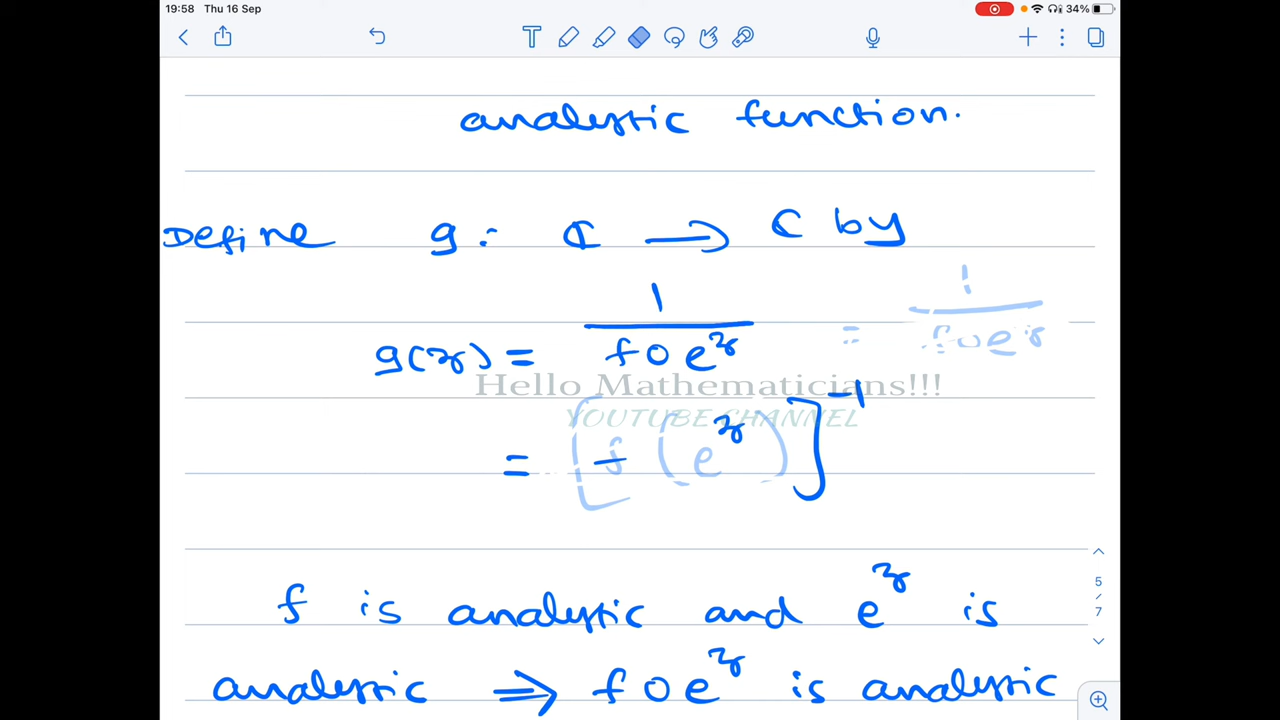 19:58 Thu 16 Sep
34%
analytic function.
Define g: ℂ → ℂ by
g(z) = 1 / (f o e^z) = 1 / (f o e^z)
Hello Mathematicians!!!
YOUTUBE CHANNEL
= [f (e^z)]^-1
5 / 7
f is analytic and e^z is
analytic ⇒ f o e^z is analytic